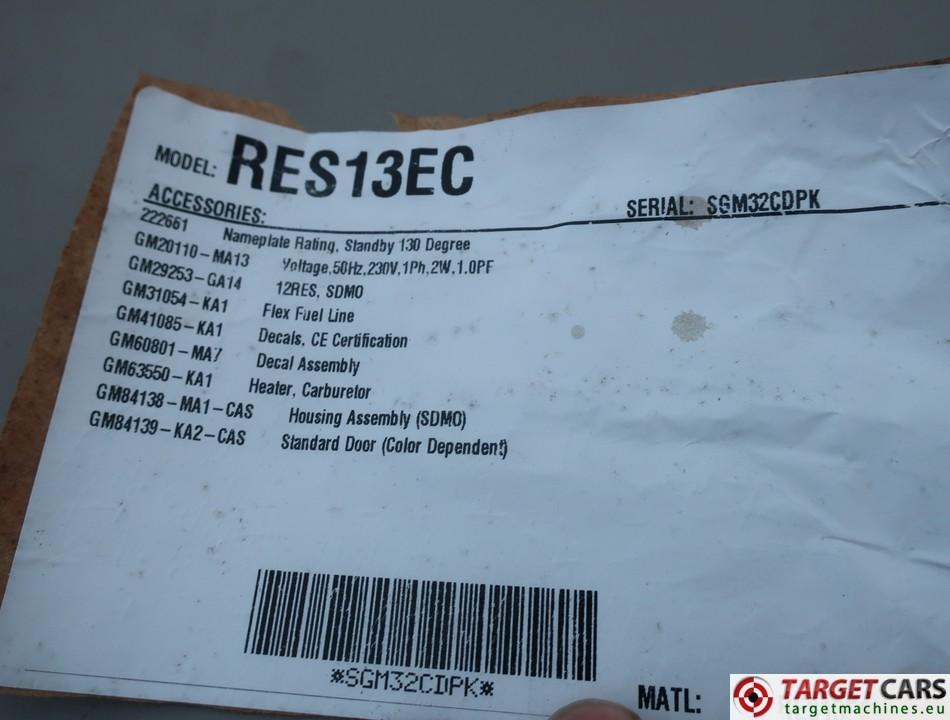 MODEL: RES13EC
SERIAL: SGM32CDPK
ACCESSORIES:
222661 Nameplate Rating, Standby 130 Degree
GM20110-MA13 Voltage,50Hz,230V,1Ph,2W,1.0PF
GM29253-GA14 12RES, SDMO
GM31054-KA1 Flex Fuel Line
GM41085-KA1 Decals, CE Certification
GM60801-MA7 Decal Assembly
GM63550-KA1 Heater, Carburetor
GM84138-MA1-CAS Housing Assembly (SDMO)
GM84139-KA2-CAS Standard Door (Color Dependent)
*SGM32CDPK*
MATL:
TARGETCARS
targetmachines.eu